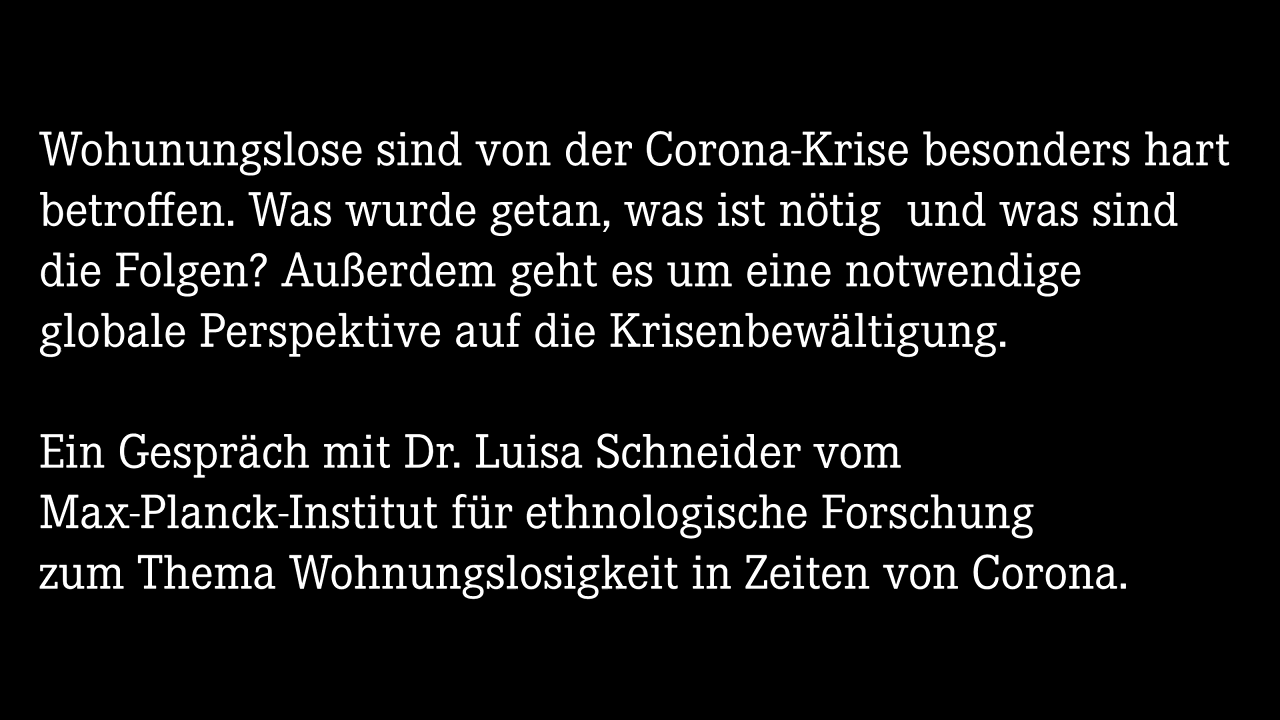 Wohunungslose sind von der Corona-Krise besonders hart
betroffen. Was wurde getan, was ist nötig  und was sind
die Folgen? Außerdem geht es um eine notwendige
globale Perspektive auf die Krisenbewältigung.
Ein Gespräch mit Dr. Luisa Schneider vom
Max-Planck-Institut für ethnologische Forschung
zum Thema Wohnungslosigkeit in Zeiten von Corona.